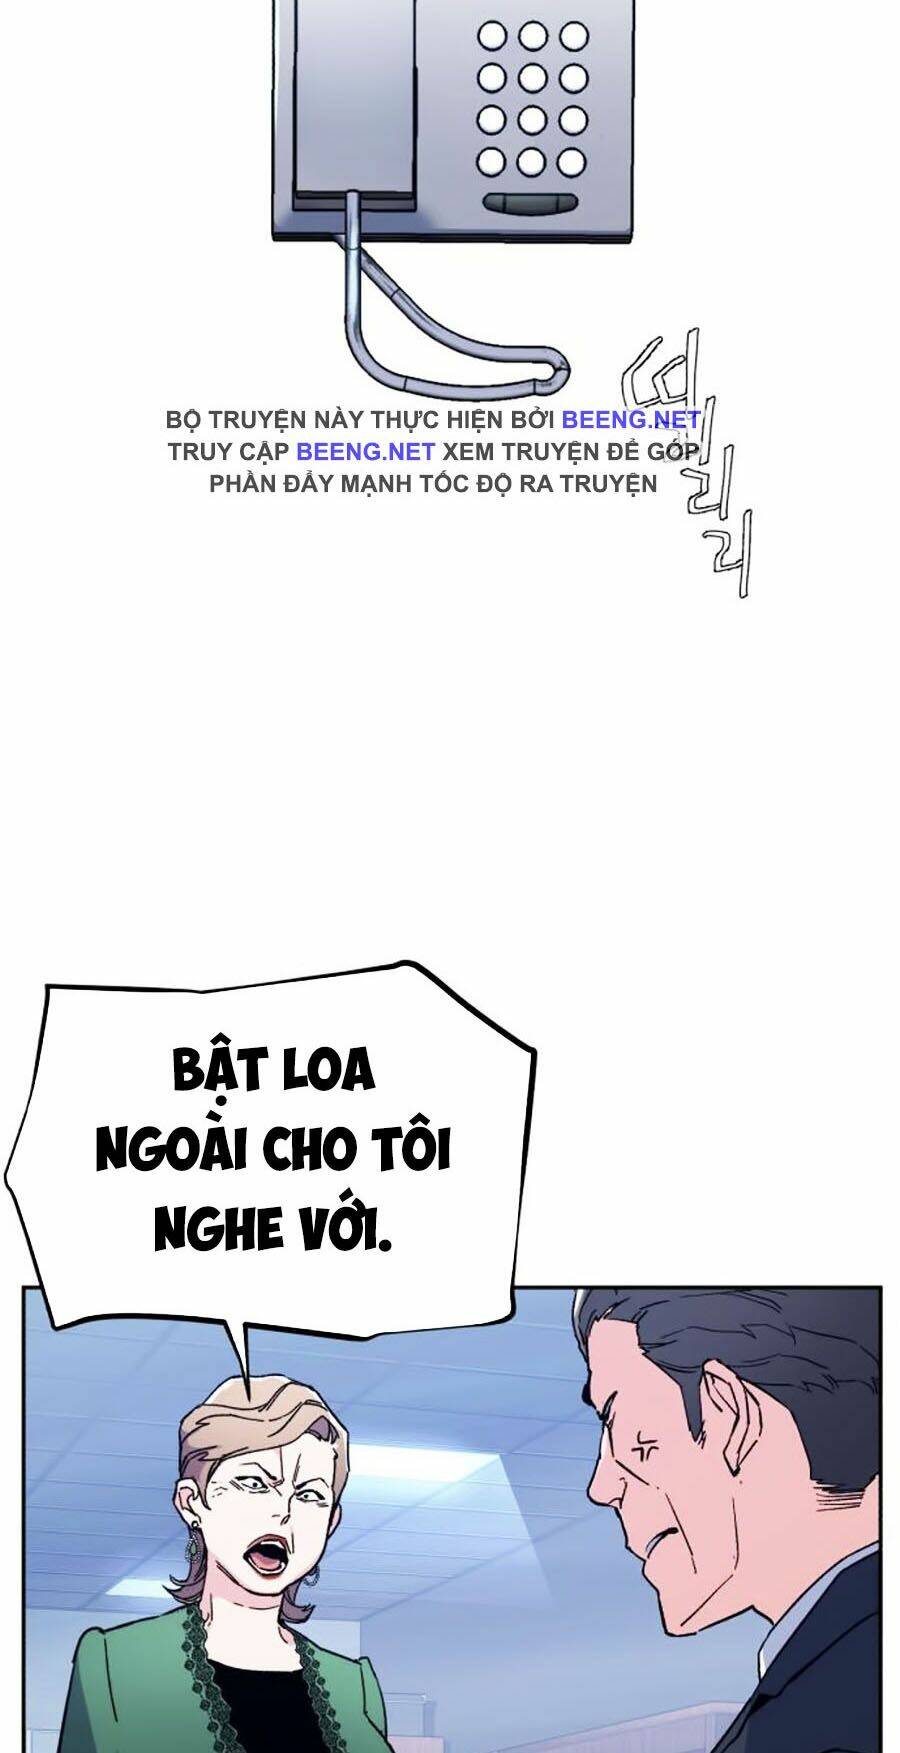 BỘ TRUYỆN NÀY THỰC HIỆN BỞI BEENG.NET
TRUY CẬP BEENG.NET XEM TRUYỆN ĐỂ GÓP
PHẦN ĐẨY MẠNH TỐC ĐỘ RA TRUYỆN
따
리
리
BẬT LOA
NGOÀI CHO TÔI
NGHE VỚI.